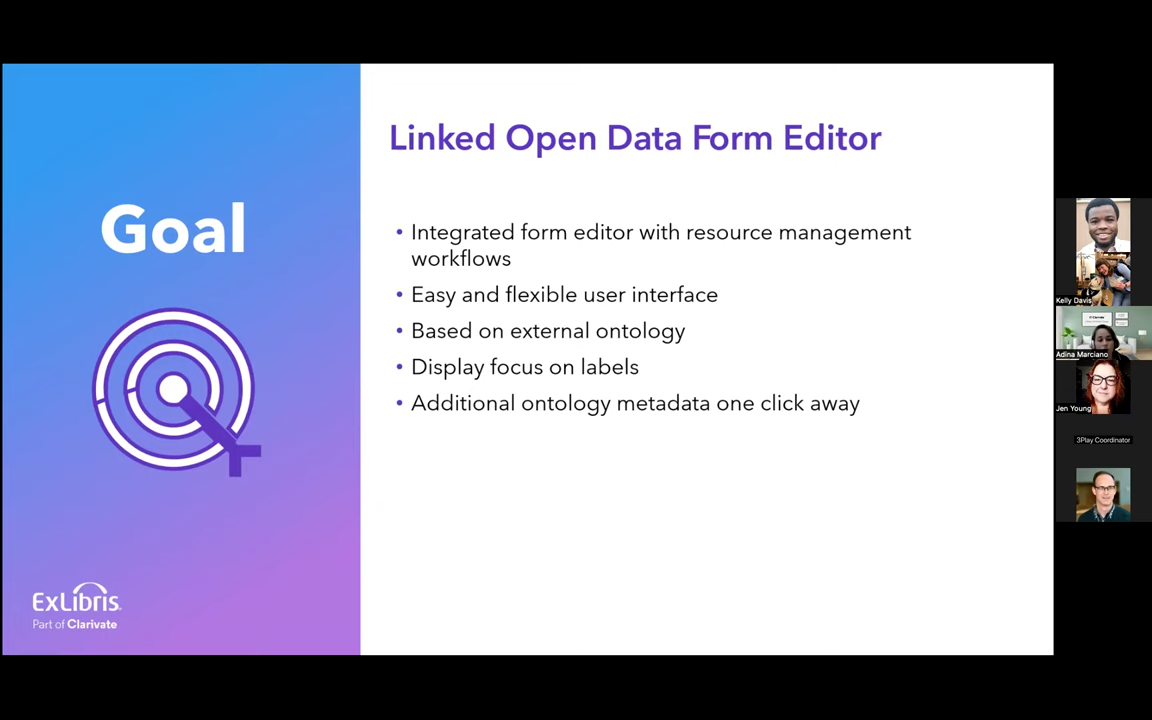 Goal
ExLibris
Part of Clarivate
Linked Open Data Form Editor
• Integrated form editor with resource management
workflows
• Easy and flexible user interface
• Based on external ontology
• Display focus on labels
• Additional ontology metadata one click away
Kelly Davis
Adina Marciano
Jen Young
3Play Coordinator